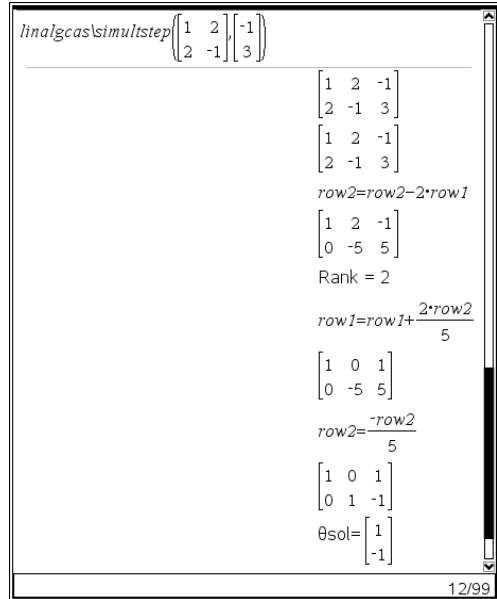 linalgcas\simultstep([1 2; 2 -1],[-1; 3])
[1 2 -1; 2 -1 3]
[1 2 -1; 2 -1 3]
row2=row2-2•row1
[1 2 -1; 0 -5 5]
Rank = 2
row1=row1+2•row2/5
[1 0 1; 0 -5 5]
row2=-row2/5
[1 0 1; 0 1 -1]
θsol=[1; -1]
12/99